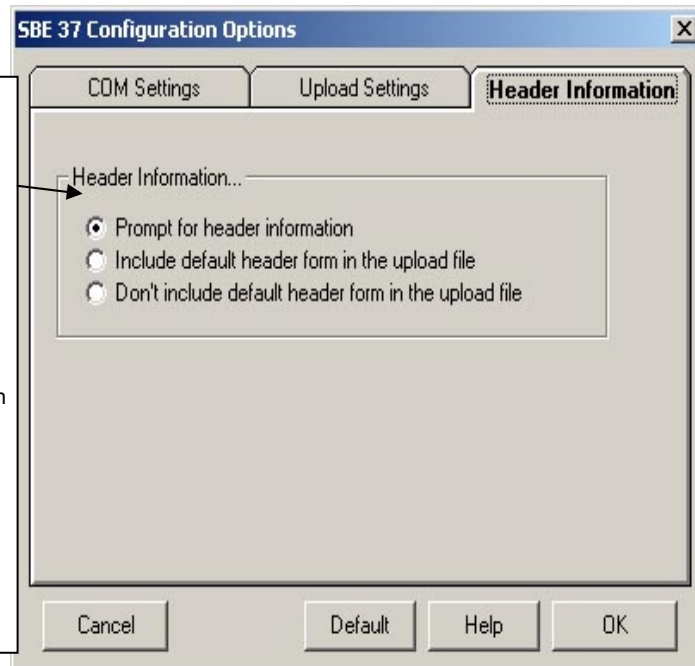 SBE 37 Configuration Options
COM Settings
Upload Settings
Header Information
Header Information...
Prompt for header information
Include default header form in the upload file
Don't include default header form in the upload file
Cancel
Default
Help
OK